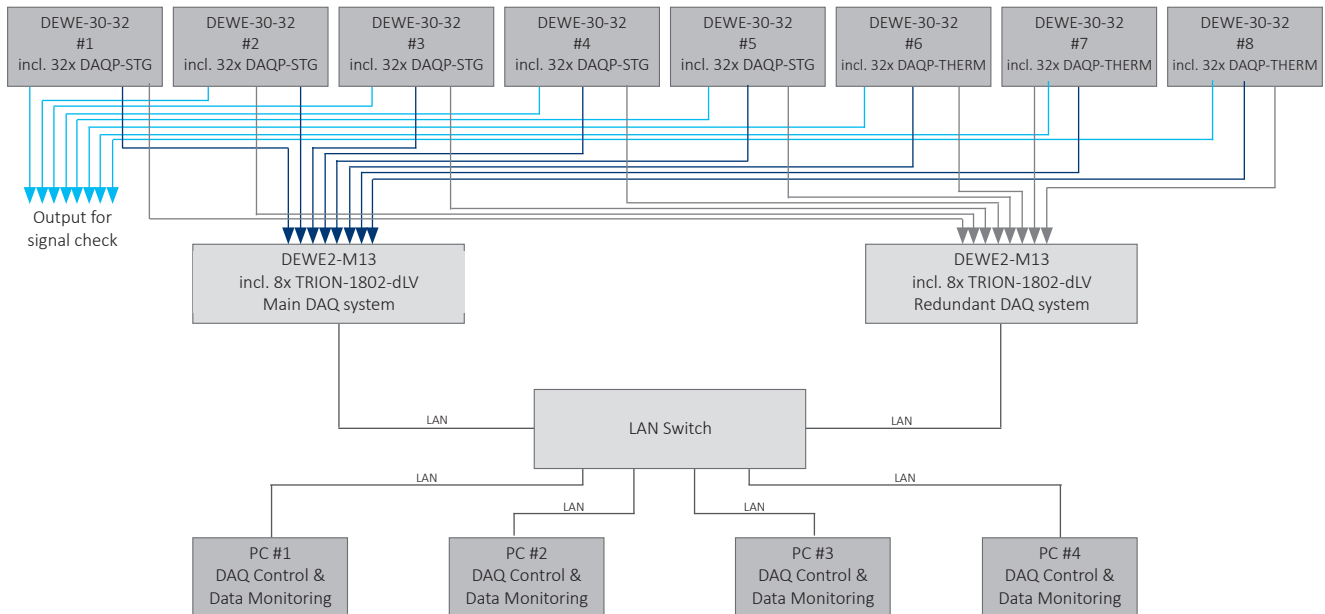 DEWE-30-32
#1
incl. 32x DAQP-STG
DEWE-30-32
#2
incl. 32x DAQP-STG
DEWE-30-32
#3
incl. 32x DAQP-STG
DEWE-30-32
#4
incl. 32x DAQP-STG
DEWE-30-32
#5
incl. 32x DAQP-STG
DEWE-30-32
#6
incl. 32x DAQP-THERM
DEWE-30-32
#7
incl. 32x DAQP-THERM
DEWE-30-32
#8
incl. 32x DAQP-THERM
Output for
signal check
DEWE2-M13
incl. 8x TRION-1802-dLV
Main DAQ system
DEWE2-M13
incl. 8x TRION-1802-dLV
Redundant DAQ system
LAN
LAN Switch
LAN
LAN
LAN
LAN
LAN
PC #1
DAQ Control &
Data Monitoring
PC #2
DAQ Control &
Data Monitoring
PC #3
DAQ Control &
Data Monitoring
PC #4
DAQ Control &
Data Monitoring